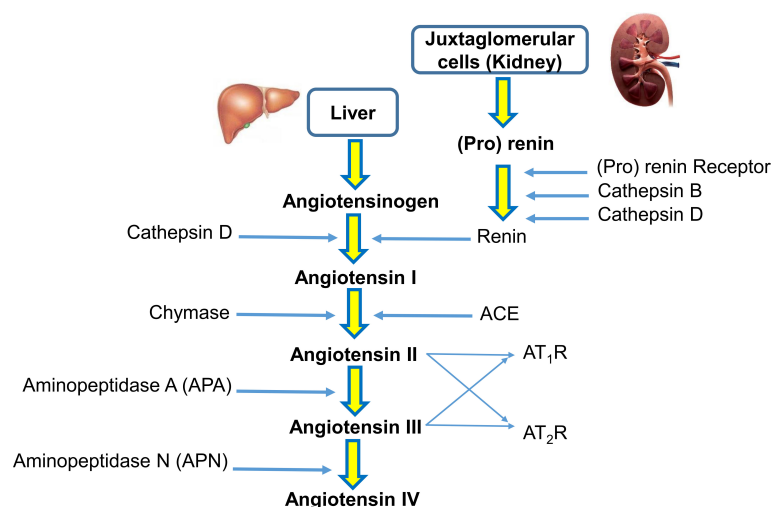 Juxtaglomerular
cells (Kidney)
Liver
(Pro) renin
(Pro) renin Receptor
Cathepsin B
Angiotensinogen
Cathepsin D
Cathepsin D
Renin
Angiotensin I
Chymase
ACE
Angiotensin II
AT₁R
Aminopeptidase A (APA)
Angiotensin III
AT₂R
Aminopeptidase N (APN)
Angiotensin IV